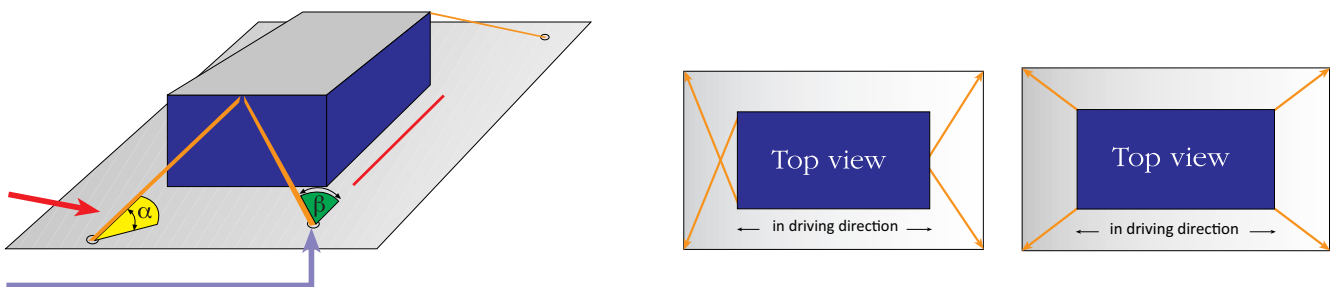 α
β
Top view
in driving direction
Top view
in driving direction